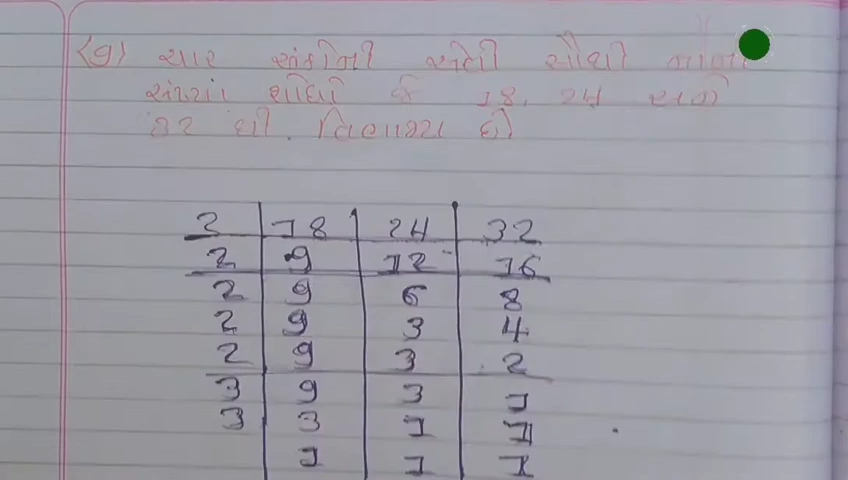 (9) ચાર અંકોની એવી સૌથી નાની
સંખ્યા શોધો કે 18, 24 અને
32 થી વિભાજ્ય હોય
2 18 24 32
2 9 12 16
2 9 6 8
2 9 3 4
2 9 3 2
3 9 3 1
3 3 1 1
1 1 1